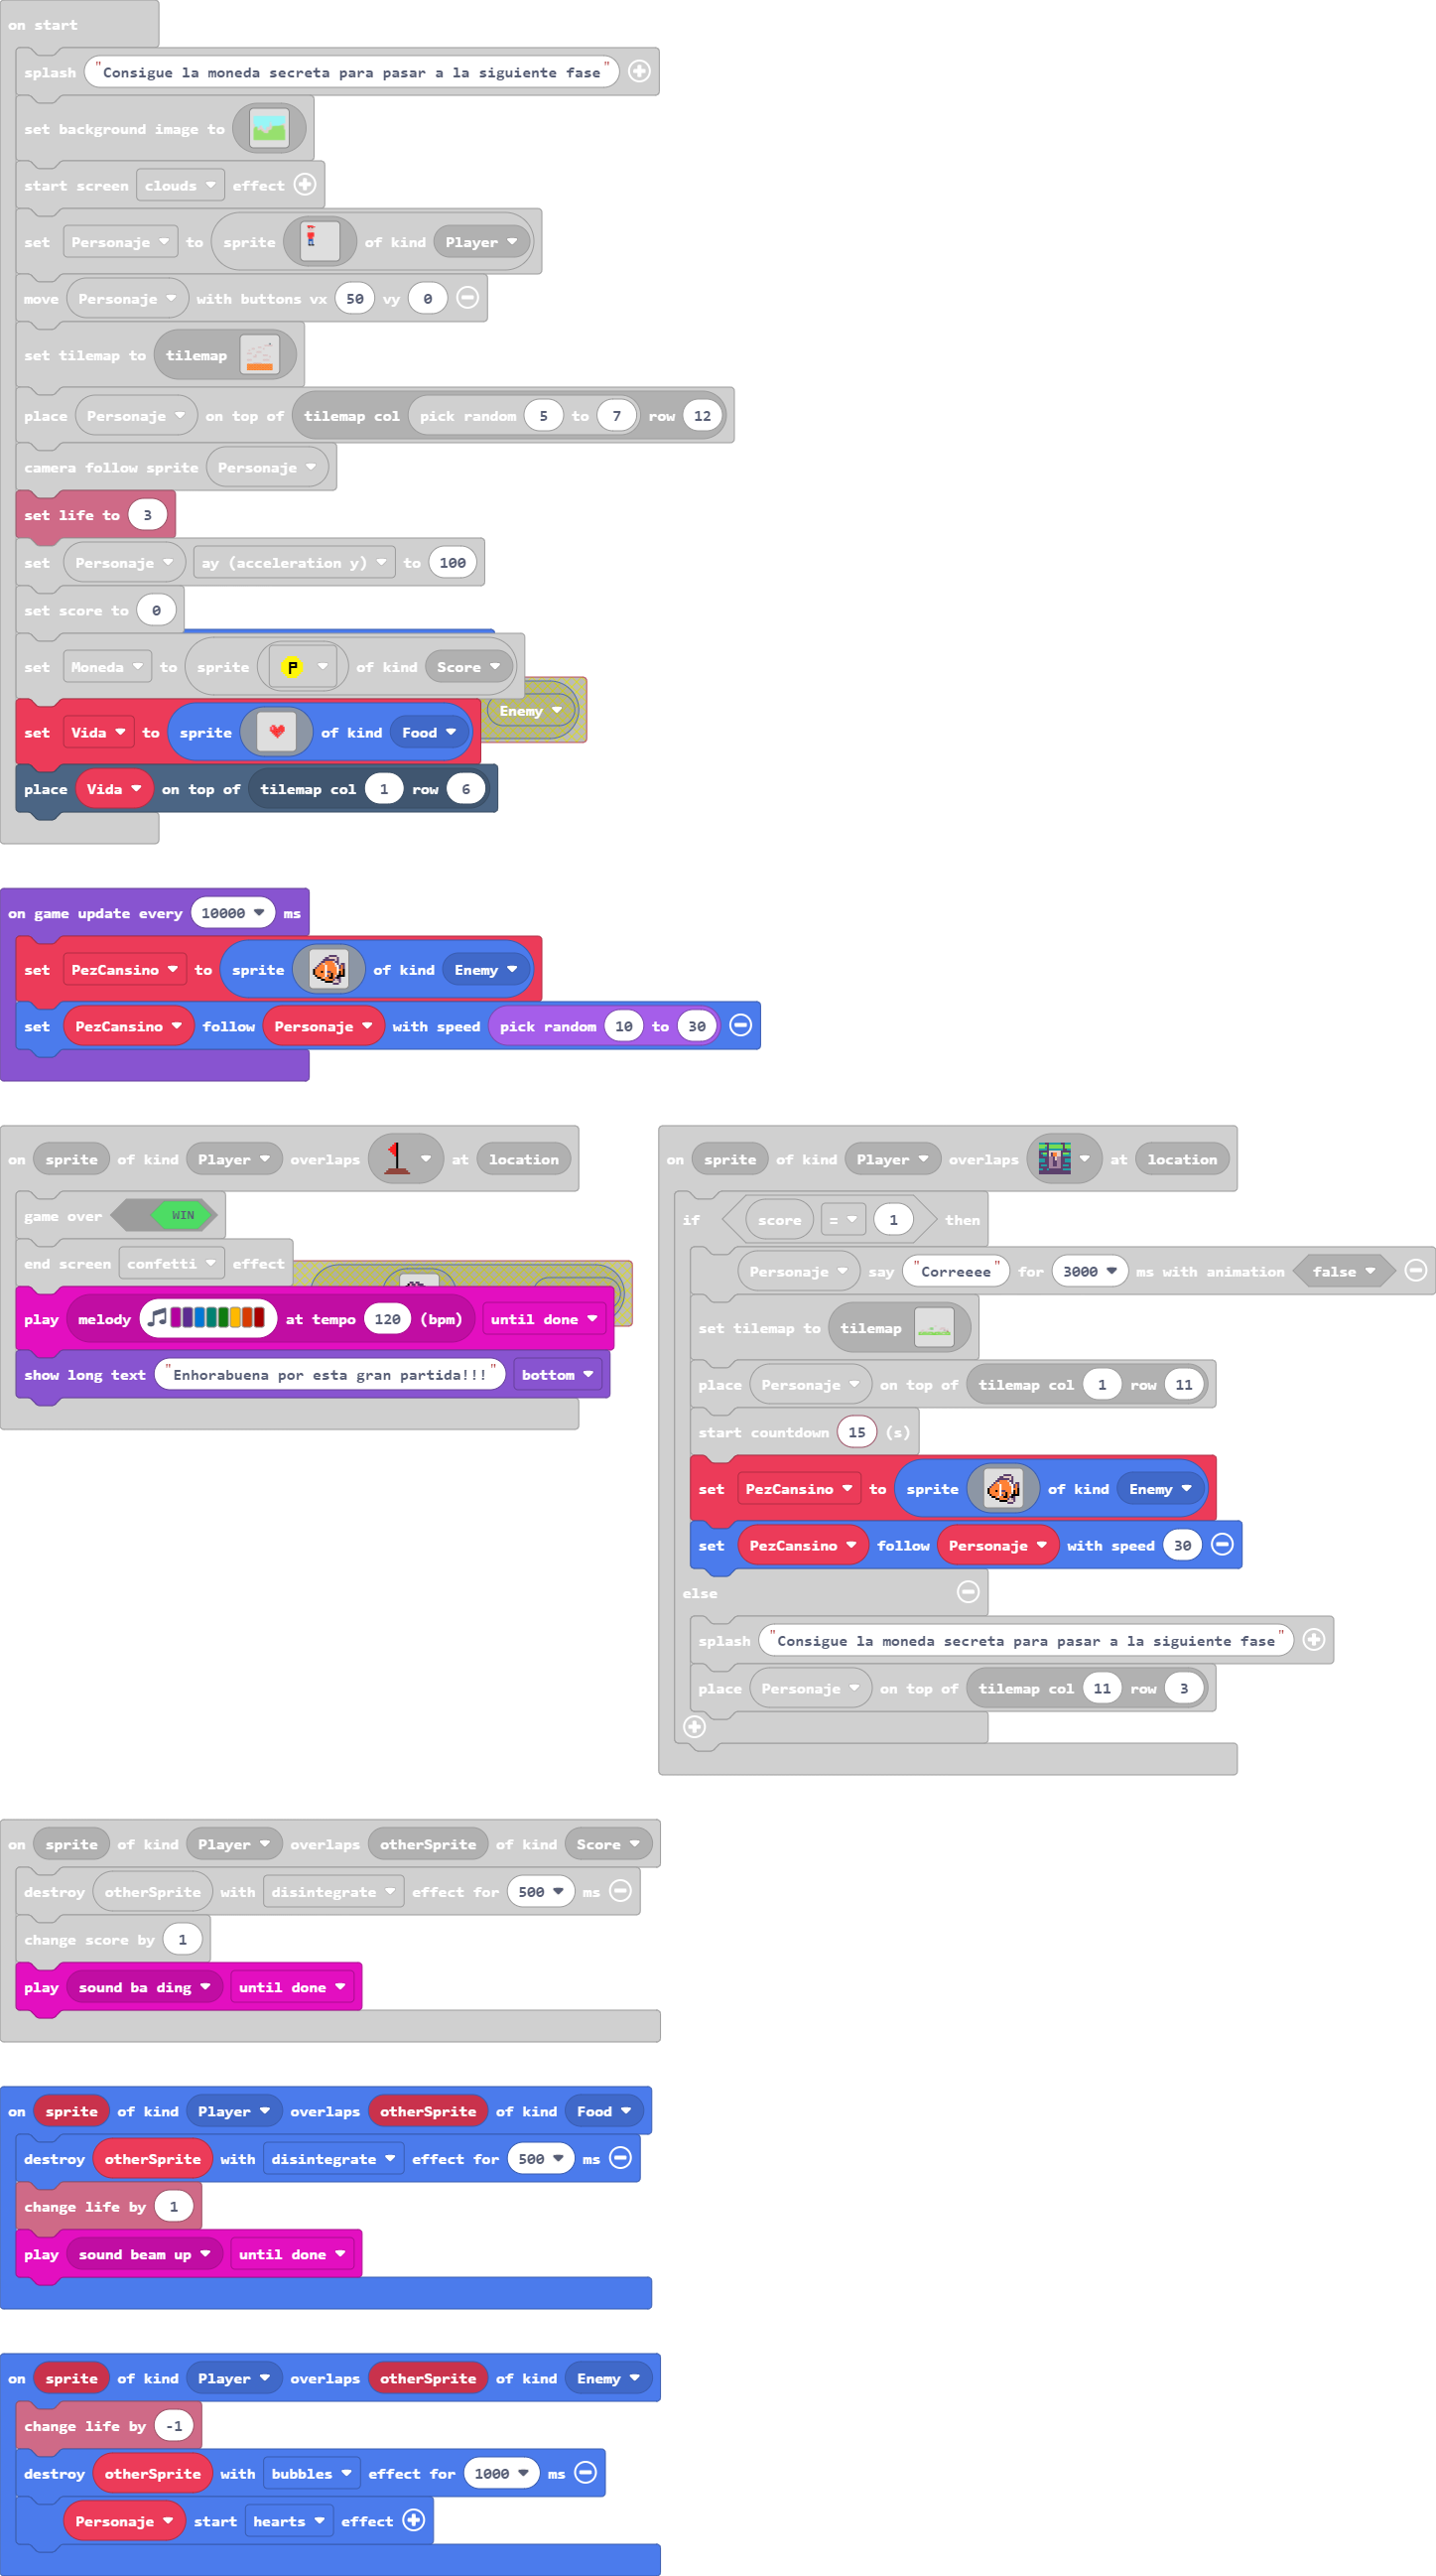 on start
splash "Consigue la moneda secreta para pasar a la siguiente fase"
set background image to
start screen clouds effect
set Personaje to sprite of kind Player
move Personaje with buttons vx 50 vy 0
set tilemap to tilemap
place Personaje on top of tilemap col pick random 5 to 7 row 12
camera follow sprite Personaje
set life to 3
set Personaje ay (acceleration y) to 100
set score to 0
set Moneda to sprite P of kind Score
Enemy
set Vida to sprite of kind Food
place Vida on top of tilemap col 1 row 6
on game update every 10000 ms
set PezCansino to sprite of kind Enemy
set PezCansino follow Personaje with speed pick random 10 to 30
on sprite of kind Player overlaps at location
game over WIN
end screen confetti effect
play melody at tempo 120 (bpm) until done
show long text "Enhorabuena por esta gran partida!!!" bottom
on sprite of kind Player overlaps at location
if score = 1 then
Personaje say "Correeee" for 3000 ms with animation false
set tilemap to tilemap
place Personaje on top of tilemap col 1 row 11
start countdown 15 (s)
set PezCansino to sprite of kind Enemy
set PezCansino follow Personaje with speed 30
else
splash "Consigue la moneda secreta para pasar a la siguiente fase"
place Personaje on top of tilemap col 11 row 3
on sprite of kind Player overlaps otherSprite of kind Score
destroy otherSprite with disintegrate effect for 500 ms
change score by 1
play sound ba ding until done
on sprite of kind Player overlaps otherSprite of kind Food
destroy otherSprite with disintegrate effect for 500 ms
change life by 1
play sound beam up until done
on sprite of kind Player overlaps otherSprite of kind Enemy
change life by -1
destroy otherSprite with bubbles effect for 1000 ms
Personaje start hearts effect